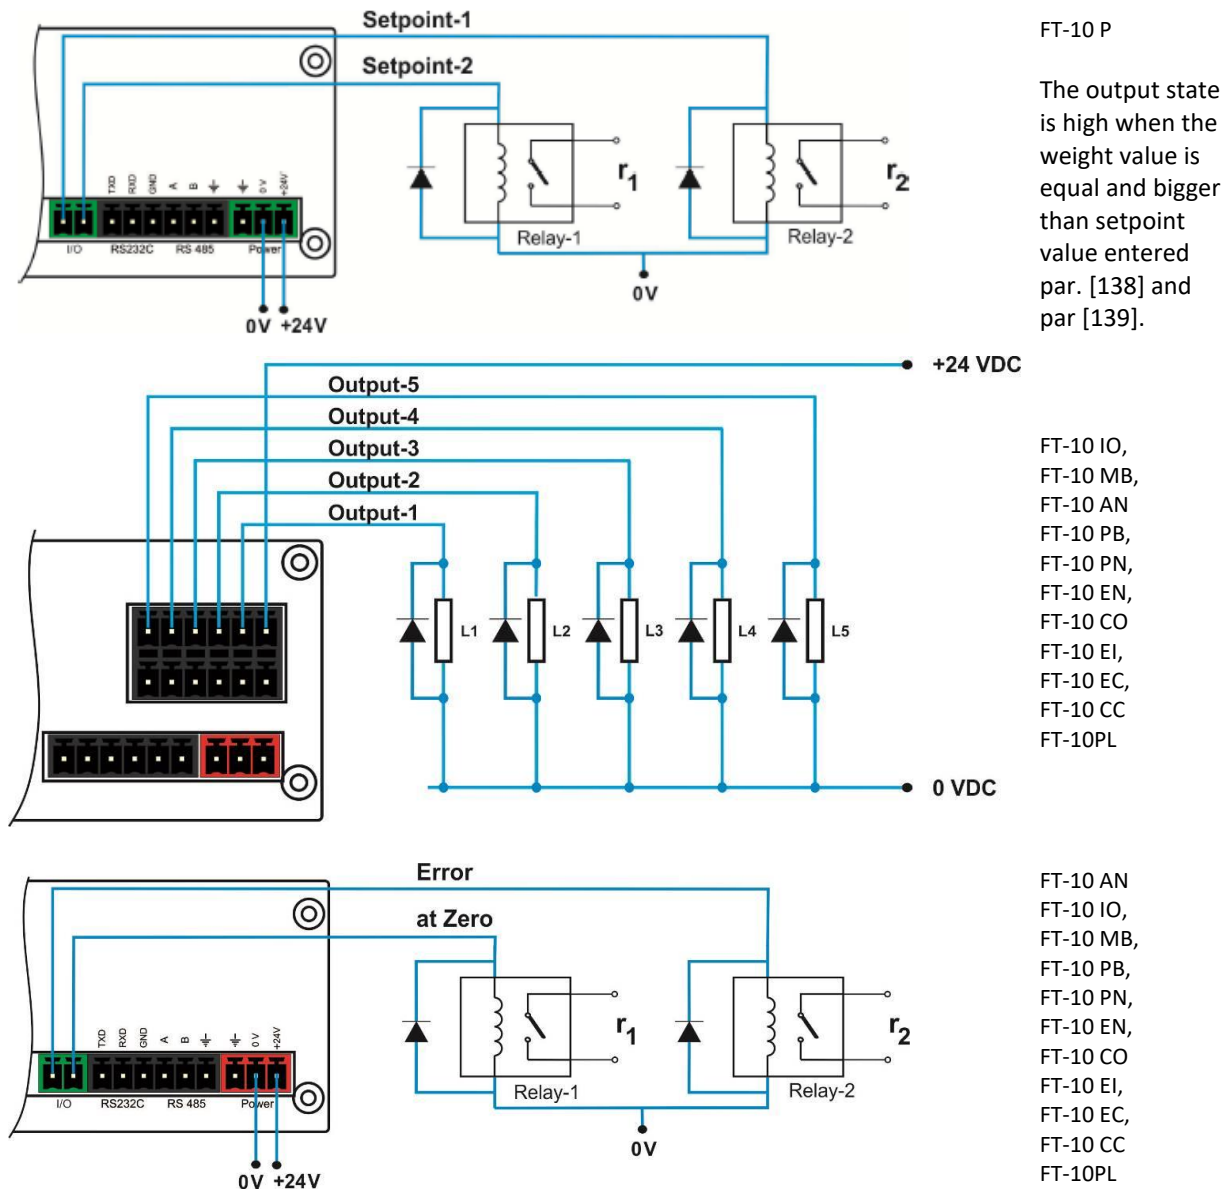 Setpoint-1
Setpoint-2
TXD
RXD
GND
A
B
0 V
+24V
I/O
RS232C
RS 485
Power
0V
+24V
r1
Relay-1
r2
Relay-2
0V
FT-10 P
The output state
is high when the
weight value is
equal and bigger
than setpoint
value entered
par. [138] and
par [139].
+24 VDC
Output-5
Output-4
Output-3
Output-2
Output-1
L1
L2
L3
L4
L5
0 VDC
FT-10 IO,
FT-10 MB,
FT-10 AN
FT-10 PB,
FT-10 PN,
FT-10 EN,
FT-10 CO
FT-10 EI,
FT-10 EC,
FT-10 CC
FT-10PL
Error
at Zero
TXD
RXD
GND
A
B
0 V
+24V
I/O
RS232C
RS 485
Power
0V
+24V
r1
Relay-1
r2
Relay-2
0V
FT-10 AN
FT-10 IO,
FT-10 MB,
FT-10 PB,
FT-10 PN,
FT-10 EN,
FT-10 CO
FT-10 EI,
FT-10 EC,
FT-10 CC
FT-10PL